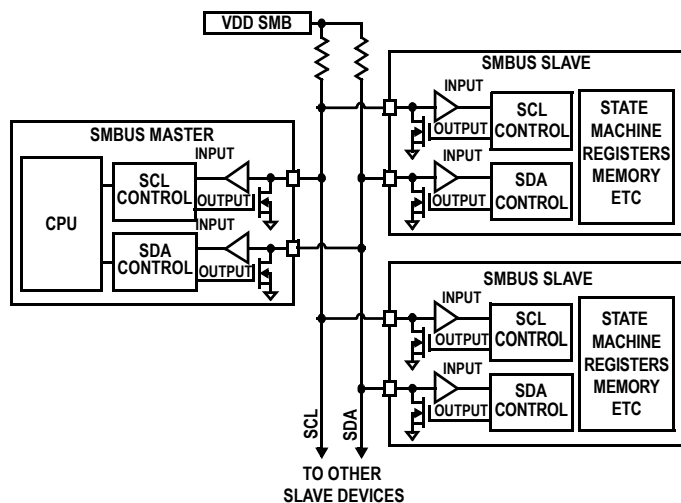 VDD SMB
SMBUS MASTER
CPU
SCL
CONTROL
INPUT
OUTPUT
SDA
CONTROL
INPUT
OUTPUT
SMBUS SLAVE
INPUT
OUTPUT
SCL
CONTROL
INPUT
OUTPUT
SDA
CONTROL
STATE
MACHINE
REGISTERS
MEMORY
ETC
SMBUS SLAVE
INPUT
OUTPUT
SCL
CONTROL
INPUT
OUTPUT
SDA
CONTROL
STATE
MACHINE
REGISTERS
MEMORY
ETC
SCL
SDA
TO OTHER
SLAVE DEVICES